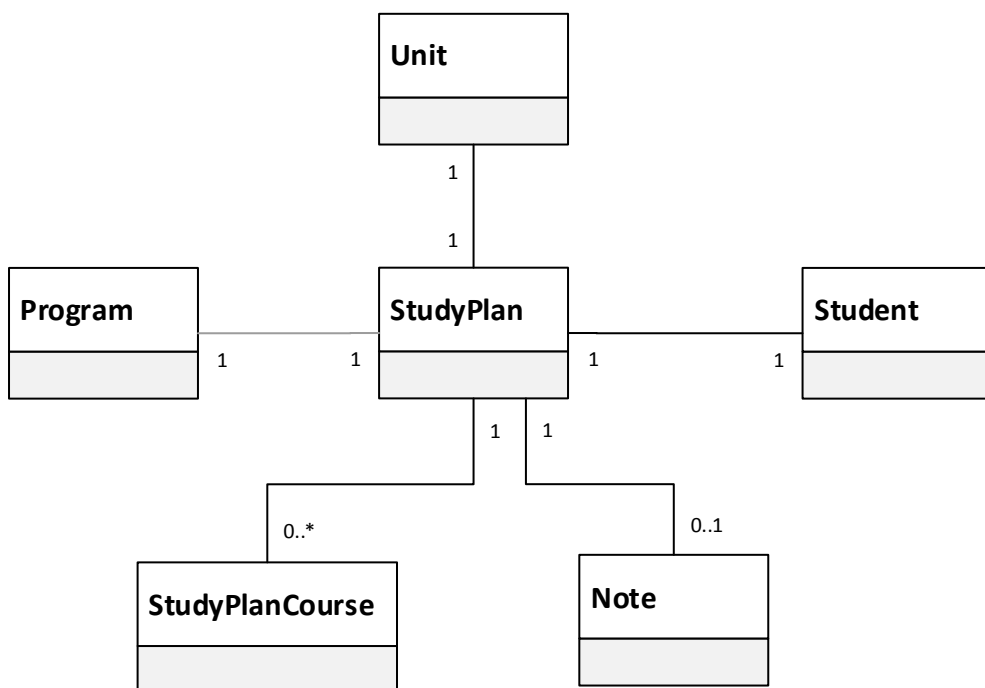 Unit
1
1
Program
StudyPlan
Student
1
1
1
1
1
1
0..*
0..1
StudyPlanCourse
Note